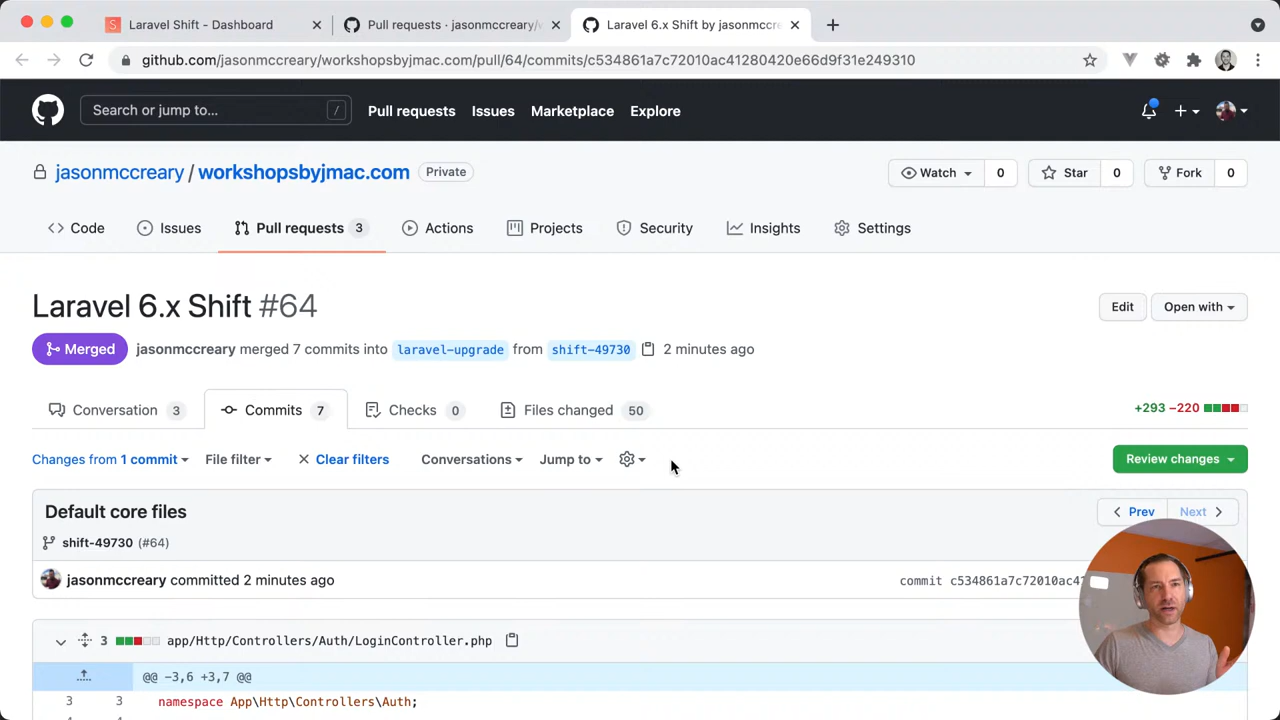 S Laravel Shift - Dashboard
Pull requests · jasonmccreary/w
Laravel 6.x Shift by jasonmccre
github.com/jasonmccreary/workshopsbyjmac.com/pull/64/commits/c534861a7c72010ac41280420e66d9f31e249310
Search or jump to... /
Pull requests Issues Marketplace Explore
jasonmccreary / workshopsbyjmac.com Private
Watch 0 Star 0 Fork 0
Code Issues Pull requests 3 Actions Projects Security Insights Settings
Laravel 6.x Shift #64
Edit Open with
Merged jasonmccreary merged 7 commits into laravel-upgrade from shift-49730 2 minutes ago
Conversation 3 Commits 7 Checks 0 Files changed 50
+293 −220
Changes from 1 commit File filter Clear filters Conversations Jump to
Review changes
Default core files
Prev Next
shift-49730 (#64)
jasonmccreary committed 2 minutes ago
commit c534861a7c72010ac41
3 app/Http/Controllers/Auth/LoginController.php
@@ -3,6 +3,7 @@
3 3 namespace App\Http\Controllers\Auth;